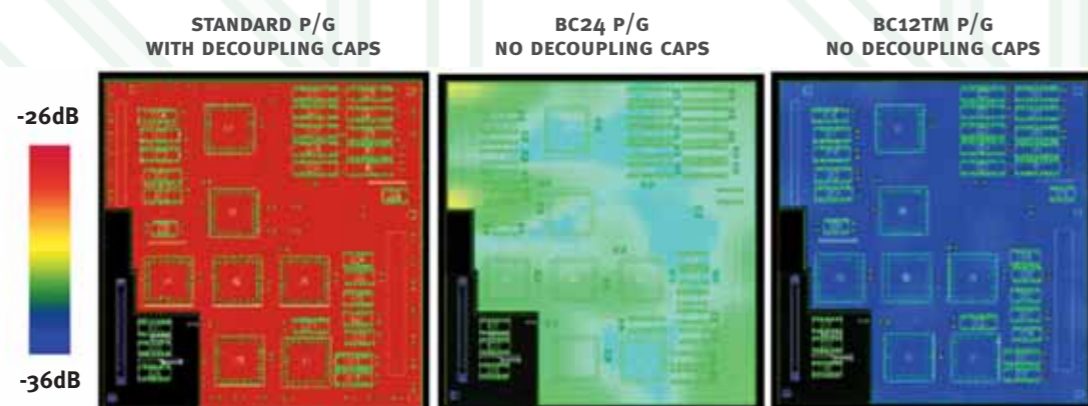 STANDARD P/G
WITH DECOUPLING CAPS
BC24 P/G
NO DECOUPLING CAPS
BC12TM P/G
NO DECOUPLING CAPS
-26dB
-36dB